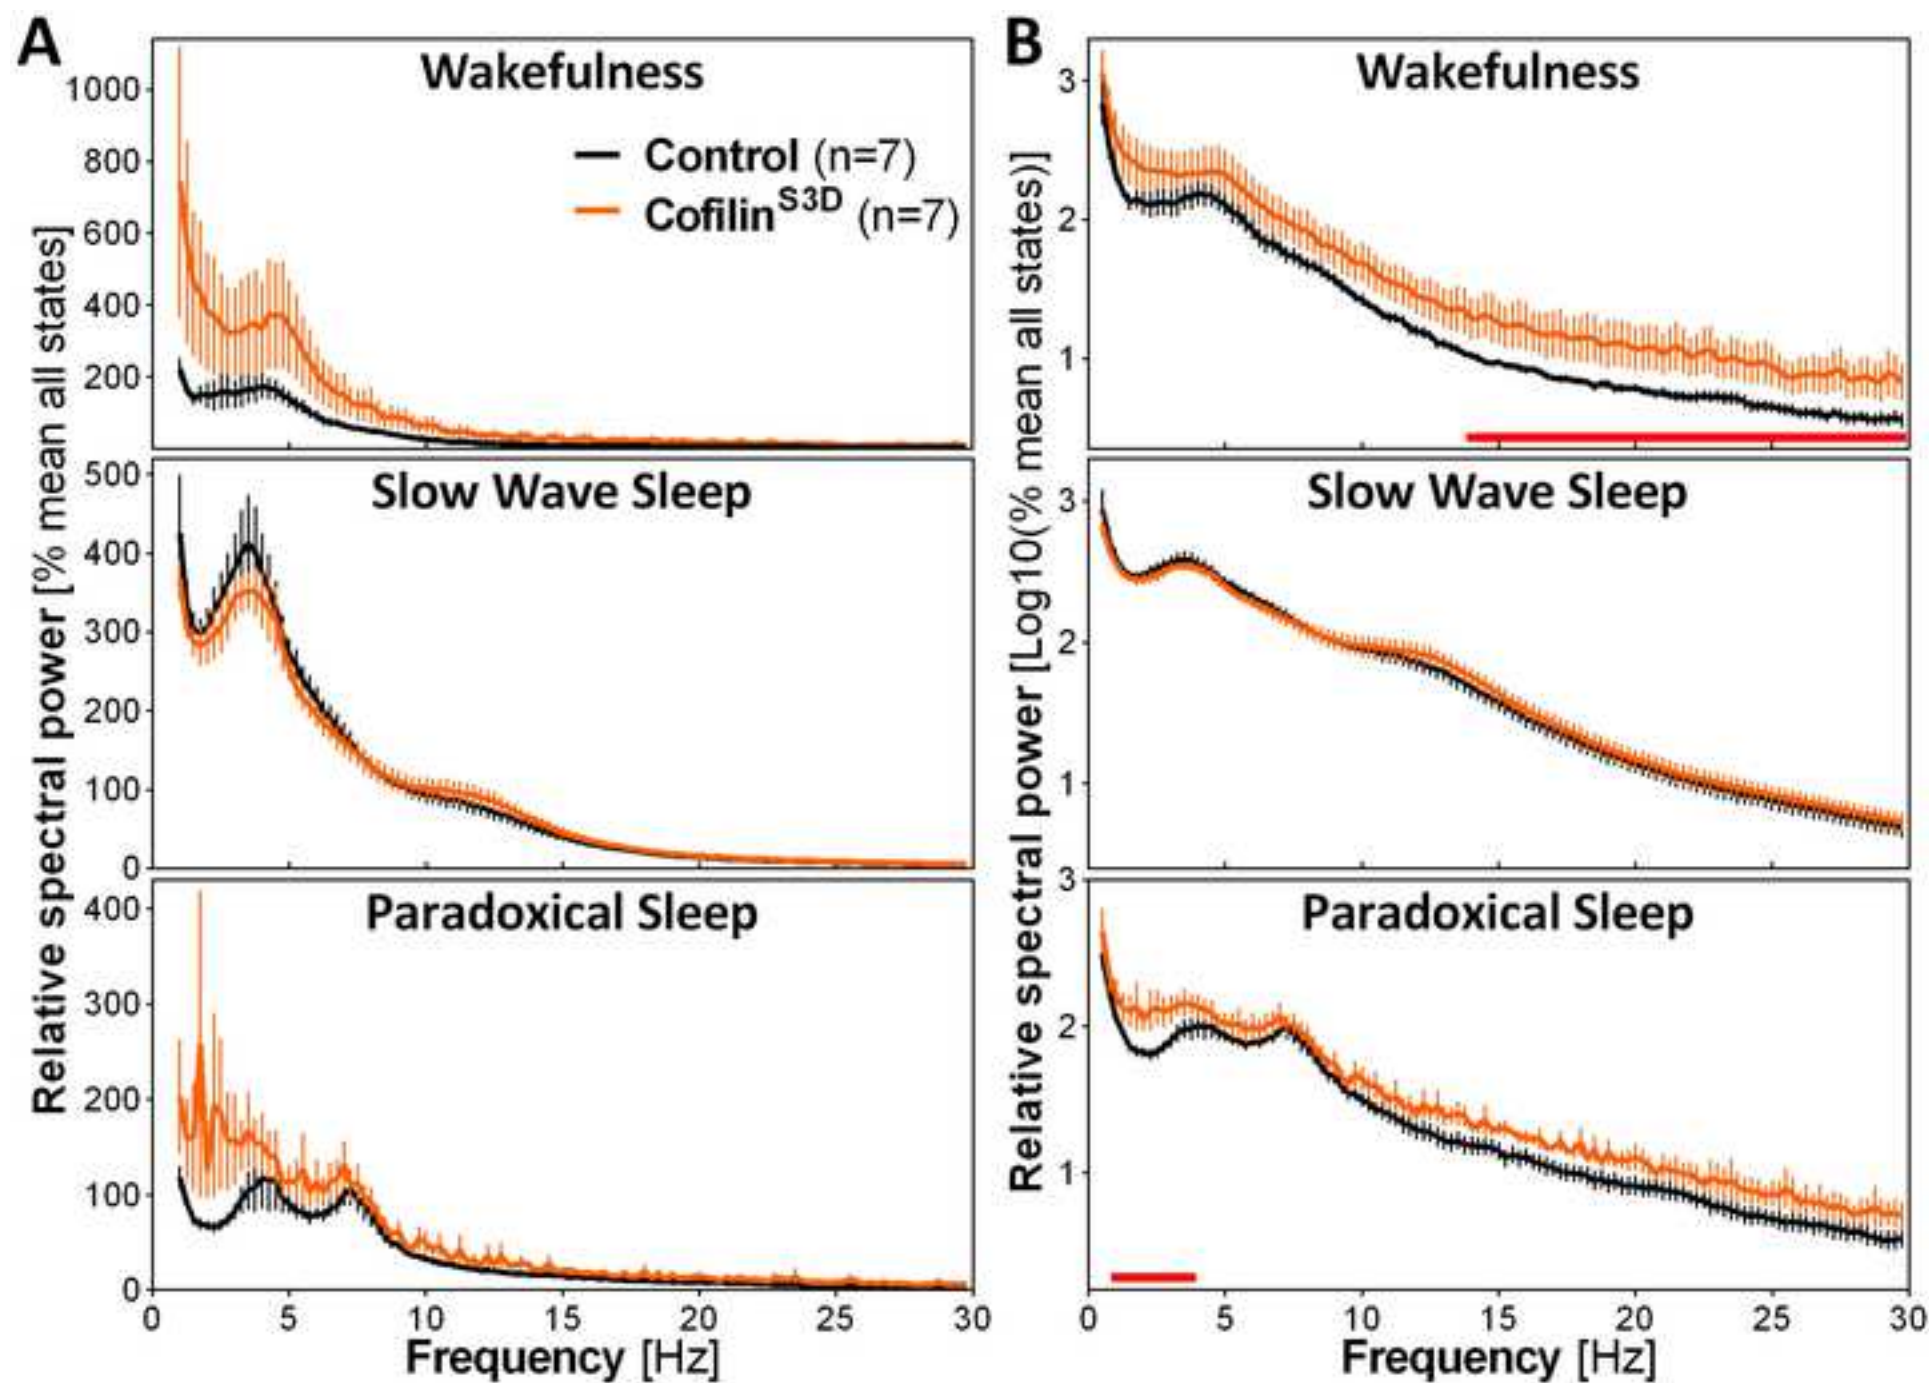 A
B
Relative spectral power [% mean all states]
Wakefulness
Control (n=7)
Cofilin^S3D (n=7)
1000
800
600
400
200
Slow Wave Sleep
500
400
300
200
100
0
Paradoxical Sleep
400
300
200
100
0
0 5 10 15 20 25 30
Frequency [Hz]
Relative spectral power [Log10(% mean all states)]
Wakefulness
3
2
1
Slow Wave Sleep
3
2
1
Paradoxical Sleep
3
2
1
0 5 10 15 20 25 30
Frequency [Hz]